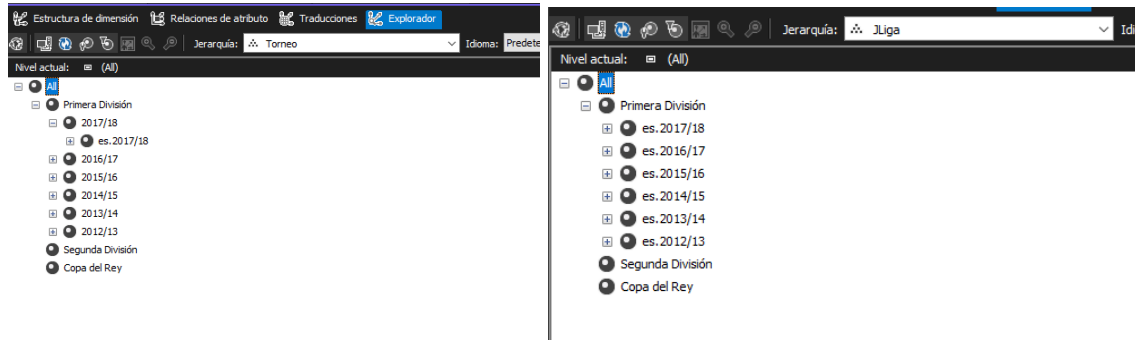 Estructura de dimensión Relaciones de atributo Traducciones Explorador
Jerarquía: Torneo Idioma: Predete
Nivel actual: (All)
All
Primera División
2017/18
es.2017/18
2016/17
2015/16
2014/15
2013/14
2012/13
Segunda División
Copa del Rey
Jerarquía: JLiga Idi
Nivel actual: (All)
All
Primera División
es.2017/18
es.2016/17
es.2015/16
es.2014/15
es.2013/14
es.2012/13
Segunda División
Copa del Rey